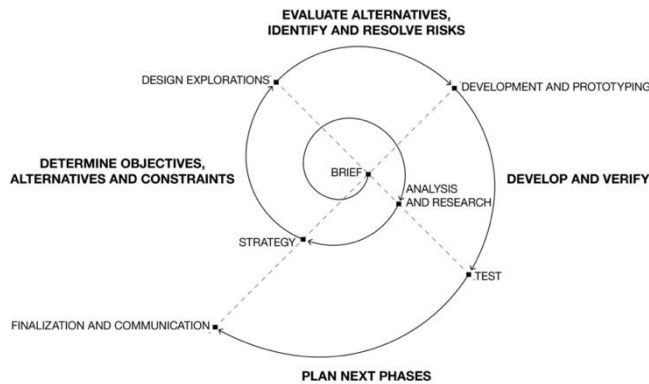 EVALUATE ALTERNATIVES,
IDENTIFY AND RESOLVE RISKS
DESIGN EXPLORATIONS
DEVELOPMENT AND PROTOTYPING
DETERMINE OBJECTIVES,
ALTERNATIVES AND CONSTRAINTS
BRIEF
ANALYSIS
AND RESEARCH
DEVELOP AND VERIFY
STRATEGY
TEST
FINALIZATION AND COMMUNICATION
PLAN NEXT PHASES